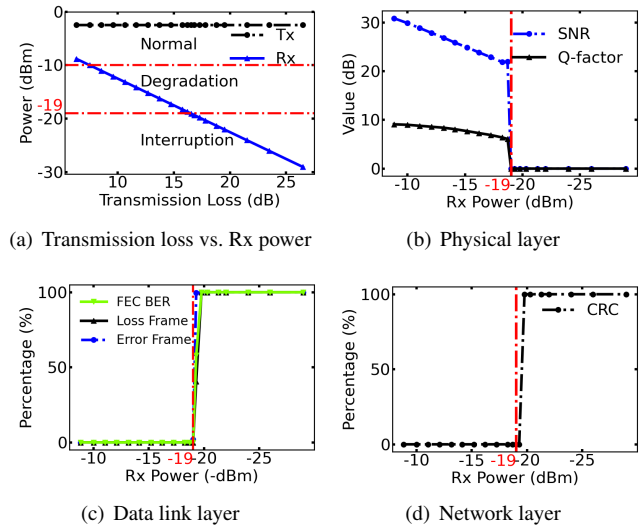 0
-10
-19
-20
-30
Power (dBm)
Normal
Degradation
Interruption
Tx
Rx
10 15 20 25
Transmission Loss (dB)
(a) Transmission loss vs. Rx power
30
20
10
0
Value (dB)
SNR
Q-factor
-10 -15 -19 -20 -25
Rx Power (dBm)
(b) Physical layer
100
50
0
Percentage (%)
FEC BER
Loss Frame
Error Frame
-10 -15 -19 -20 -25
Rx Power (-dBm)
(c) Data link layer
100
50
0
Percentage (%)
CRC
-10 -15 -19 -20 -25
Rx Power (dBm)
(d) Network layer